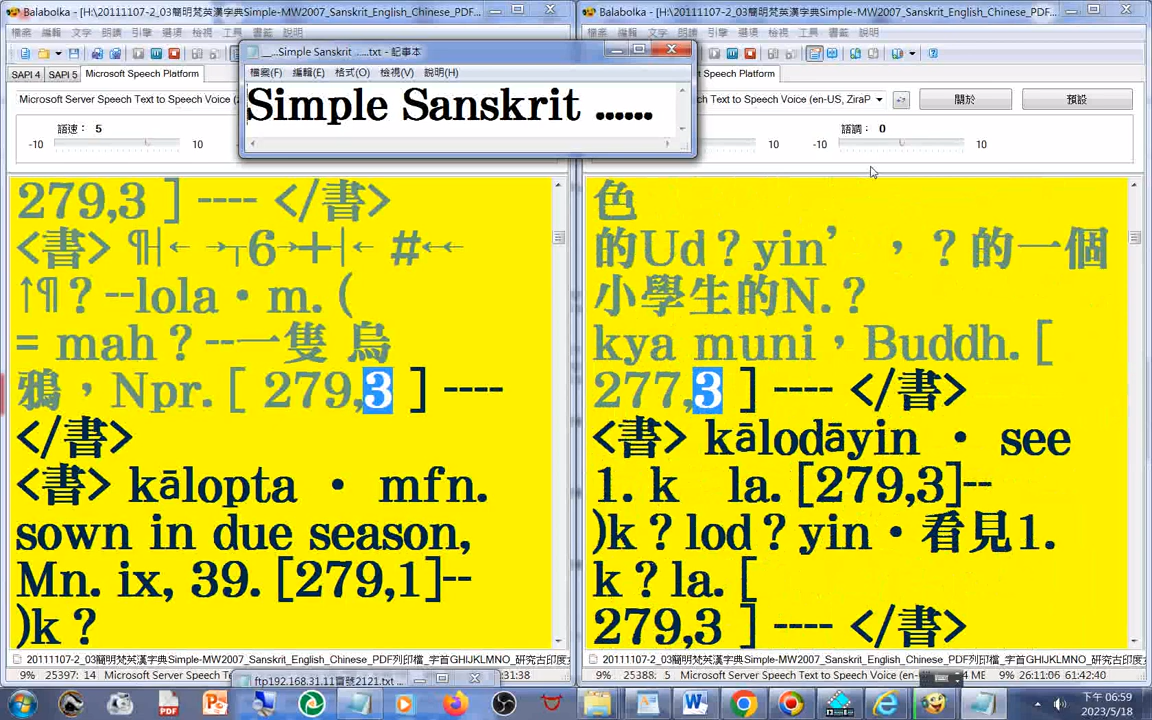 Balabolka - [H:\20111107-2_03簡明梵英漢字典Simple-MW2007_Sanskrit_English_Chinese_PDF...
Balabolka - [H:\20111107-2_03簡明梵英漢字典Simple-MW2007_Sanskrit_English_Chinese_PDF...
__...Simple Sanskrit .....txt - 記事本
檔案(F) 編輯(E) 格式(O) 檢視(V) 說明(H)
Simple Sanskrit ......
SAPI 4 SAPI 5 Microsoft Speech Platform
Speech Platform
Microsoft Server Speech Text to Speech Voice (
ch Text to Speech Voice (en-US, ZiraP
關於
預設
語速： 5
-10 10
語調： 0
10 -10 10
279,3 ] ---- </書>
<書> ¶├← →┬6→┼┤← #←←
↑¶？--lola・m. (
= mah？--一隻 烏
鴉，Npr. [ 279,3 ] ----
</書>
<書> kālopta ・ mfn.
sown in due season,
Mn. ix, 39. [279,1]--
)k？
色
的Ud？yin’ ，？的一個
小學生的N.？
kya muni，Buddh. [
277,3 ] ---- </書>
<書> kālodāyin ・ see
1. k la. [279,3]--
)k？lod？yin・看見1.
k？la. [
279,3 ] ---- </書>
20111107-2_03簡明梵英漢字典Simple-MW2007_Sanskrit_English_Chinese_PDF列印檔_字首GHIJKLMNO_研究古印度
20111107-2_03簡明梵英漢字典Simple-MW2007_Sanskrit_English_Chinese_PDF列印檔_字首GHIJKLMNO_研究古印度
9% 25397: 14 Microsoft Se
ftp192.168.31.11冒號2121.txt ...
:31:38
9% 25388: 5 Microsoft Server Speech Text to Speech Voice
26:11:06 61:42:40
下午 06:59
2023/5/18